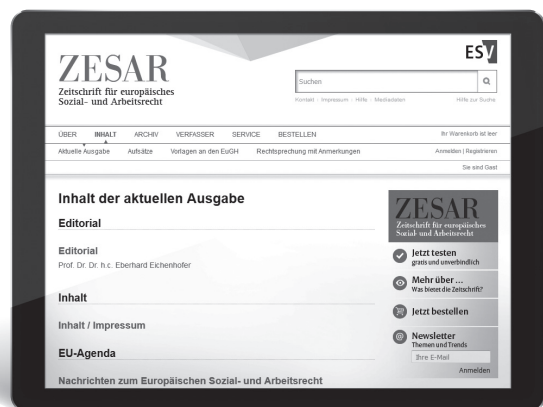 ZESAR
Zeitschrift für europäisches
Sozial- und Arbeitsrecht
ESV
Suchen
Kontakt · Impressum · Hilfe · Mediadaten
Hilfe zur Suche
ÜBER INHALT ARCHIV VERFASSER SERVICE BESTELLEN
Ihr Warenkorb ist leer
Aktuelle Ausgabe Aufsätze Vorlagen an den EuGH Rechtsprechung mit Anmerkungen
Anmelden | Registrieren
Sie sind Gast
Inhalt der aktuellen Ausgabe
Editorial
Editorial
Prof. Dr. Dr. h.c. Eberhard Eichenhofer
Inhalt
Inhalt / Impressum
EU-Agenda
Nachrichten zum Europäischen Sozial- und Arbeitsrecht
ZESAR
Zeitschrift für europäisches
Sozial- und Arbeitsrecht
Jetzt testen
gratis und unverbindlich
Mehr über ...
Was bietet die Zeitschrift?
Jetzt bestellen
@ Newsletter
Themen und Trends
Ihre E-Mail
Anmelden